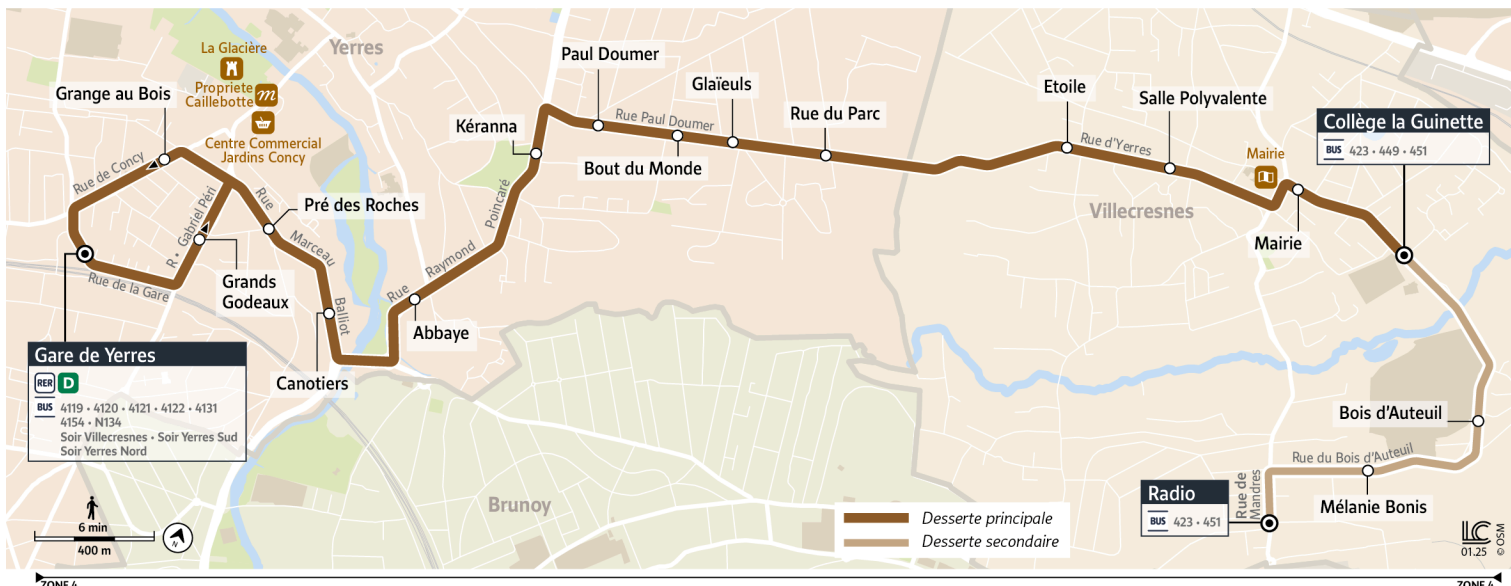 La Glacière
Propriete
Caillebotte
Centre Commercial
Jardins Concy
Yerres
Grange au Bois
Rue de Concy
R. Gabriel Péri
Rue de la Gare
Grands
Godeaux
Rue
Marceau
Pré des Roches
Balliot
Canotiers
Rue
Raymond
Poincaré
Abbaye
Kéranna
Paul Doumer
Rue Paul Doumer
Bout du Monde
Glaïeuls
Rue du Parc
Etoile
Rue d'Yerres
Salle Polyvalente
Villecresnes
Mairie
Mairie
Collège la Guinette
BUS 423 • 449 • 451
Bois d'Auteuil
Rue du Bois d'Auteuil
Mélanie Bonis
Rue de
Mandres
Radio
BUS 423 • 451
Gare de Yerres
RER D
BUS 4119 • 4120 • 4121 • 4122 • 4131
4154 • N134
Soir Villecresnes • Soir Yerres Sud
Soir Yerres Nord
Brunoy
6 min
400 m
N
Desserte principale
Desserte secondaire
LC
01.25
© OSM
ZONE 4
ZONE 4